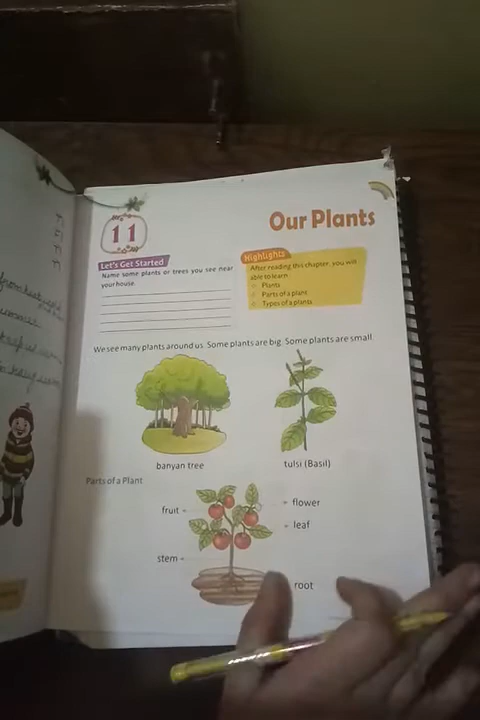 11
Our Plants
Let's Get Started
Name some plants or trees you see near
your house.
Highlights
After reading this chapter, you will
able to learn
Plants
Parts of a plant
Types of a plants
We see many plants around us. Some plants are big. Some plants are small.
banyan tree
tulsi (Basil)
Parts of a Plant
fruit
flower
leaf
stem
root